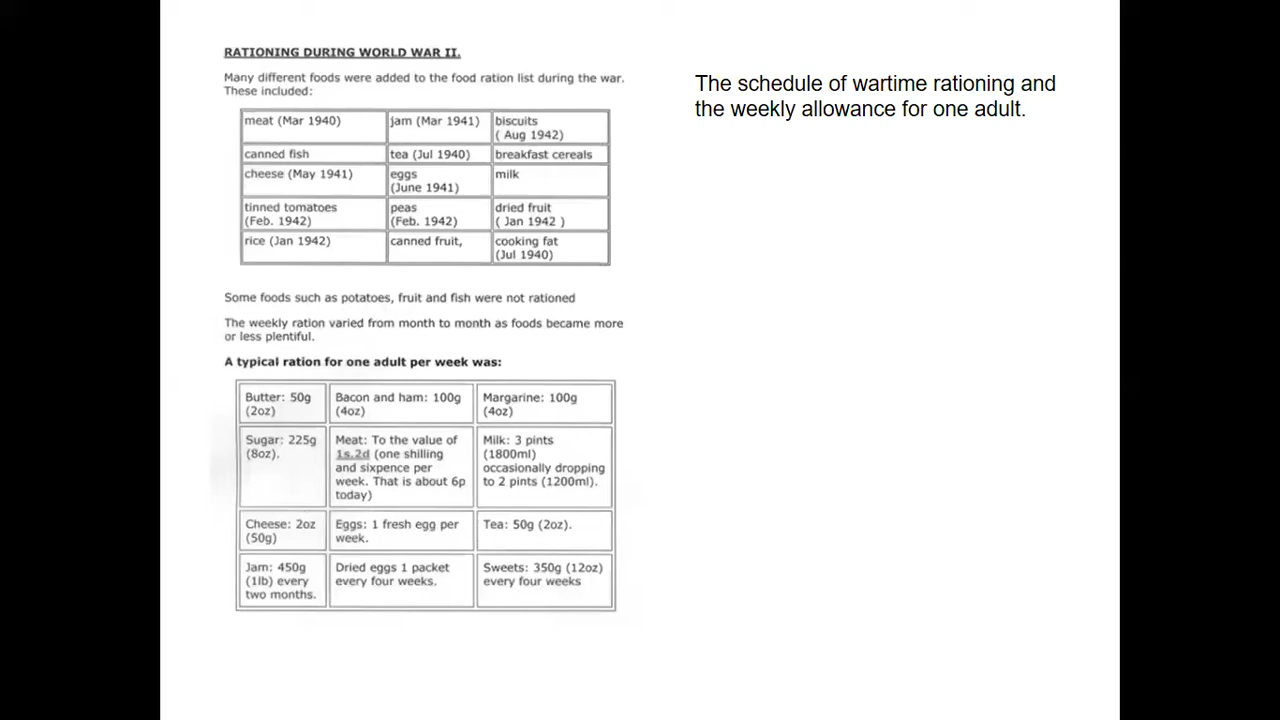 RATIONING DURING WORLD WAR II.
Many different foods were added to the food ration list during the war.
These included:
meat (Mar 1940)
jam (Mar 1941)
biscuits
( Aug 1942)
canned fish
tea (Jul 1940)
breakfast cereals
cheese (May 1941)
eggs
(June 1941)
milk
tinned tomatoes
(Feb. 1942)
peas
(Feb. 1942)
dried fruit
( Jan 1942 )
rice (Jan 1942)
canned fruit,
cooking fat
(Jul 1940)
Some foods such as potatoes, fruit and fish were not rationed
The weekly ration varied from month to month as foods became more
or less plentiful.
A typical ration for one adult per week was:
Butter: 50g
(2oz)
Bacon and ham: 100g
(4oz)
Margarine: 100g
(4oz)
Sugar: 225g
(8oz).
Meat: To the value of
1s.2d (one shilling
and sixpence per
week. That is about 6p
today)
Milk: 3 pints
(1800ml)
occasionally dropping
to 2 pints (1200ml).
Cheese: 2oz
(50g)
Eggs: 1 fresh egg per
week.
Tea: 50g (2oz).
Jam: 450g
(1lb) every
two months.
Dried eggs 1 packet
every four weeks.
Sweets: 350g (12oz)
every four weeks
The schedule of wartime rationing and
the weekly allowance for one adult.